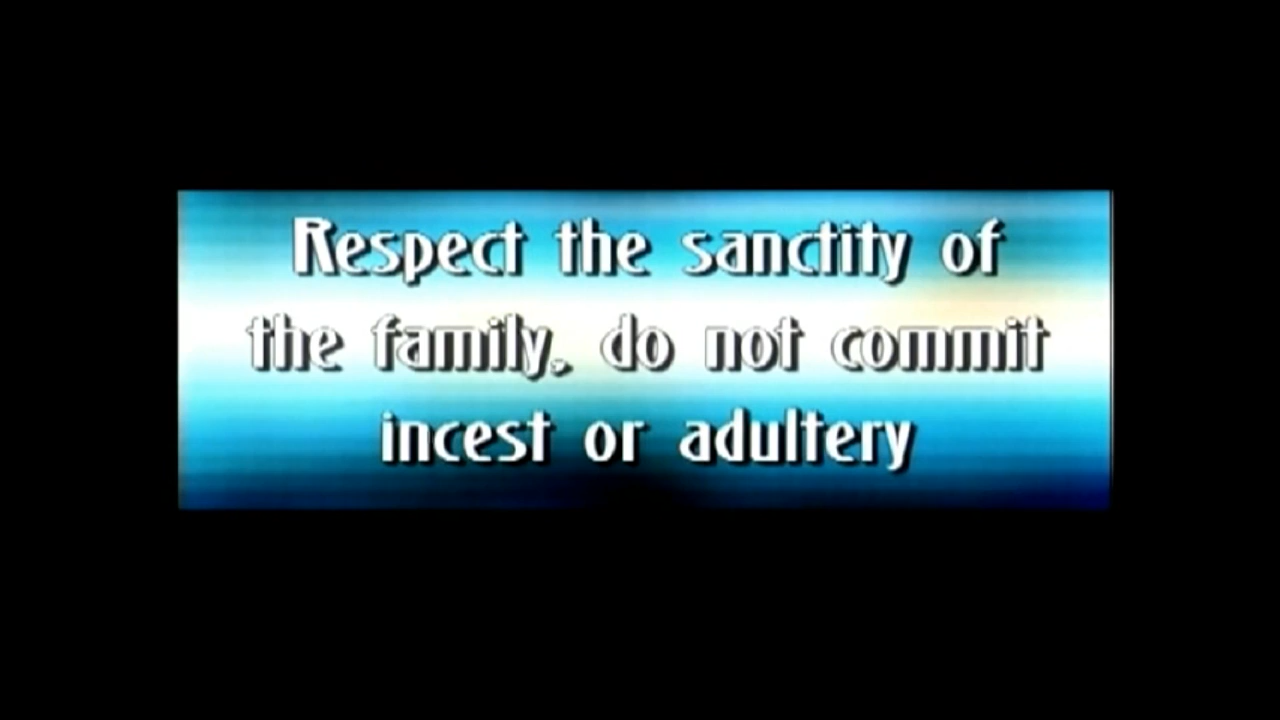 Respect the sanctity of
the family, do not commit
incest or adultery